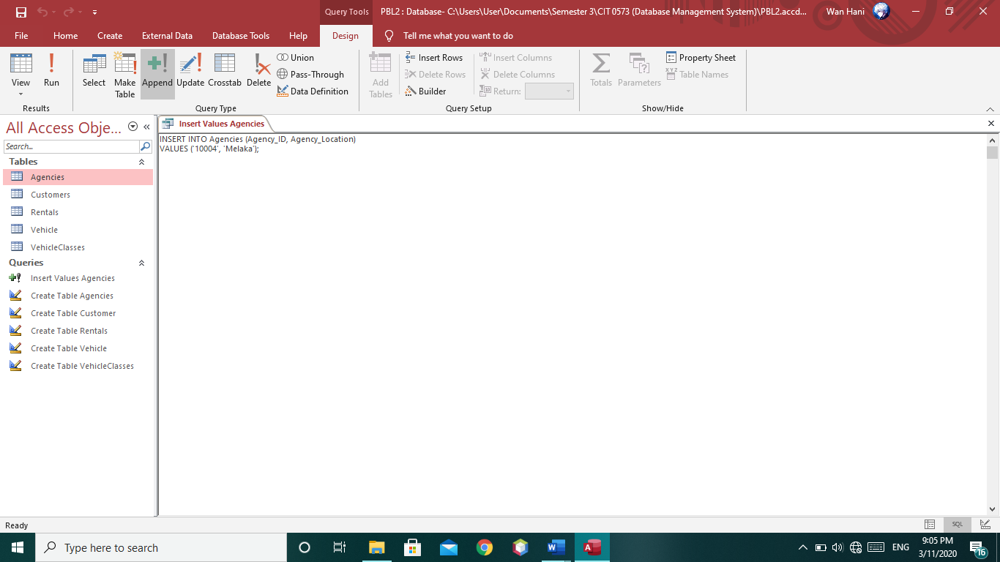 Query Tools
PBL2 : Database- C:\Users\User\Documents\Semester 3\CIT 0573 (Database Management System)\PBL2.accd...
Wan Hani
File Home Create External Data Database Tools Help Design Tell me what you want to do
View
Run
Select
Make
Table
Append
Update
Crosstab
Delete
Union
Pass-Through
Data Definition
Add
Tables
Insert Rows
Delete Rows
Builder
Insert Columns
Delete Columns
Return:
Totals
Parameters
Property Sheet
XYZ
Table Names
Results
Query Type
Query Setup
Show/Hide
All Access Obje...
Search...
Tables
Agencies
Customers
Rentals
Vehicle
VehicleClasses
Queries
Insert Values Agencies
Create Table Agencies
Create Table Customer
Create Table Rentals
Create Table Vehicle
Create Table VehicleClasses
Insert Values Agencies
INSERT INTO Agencies (Agency_ID, Agency_Location)
VALUES ('10004', 'Melaka');
Ready
SQL
Type here to search
W
A
ENG
9:05 PM
3/11/2020
16